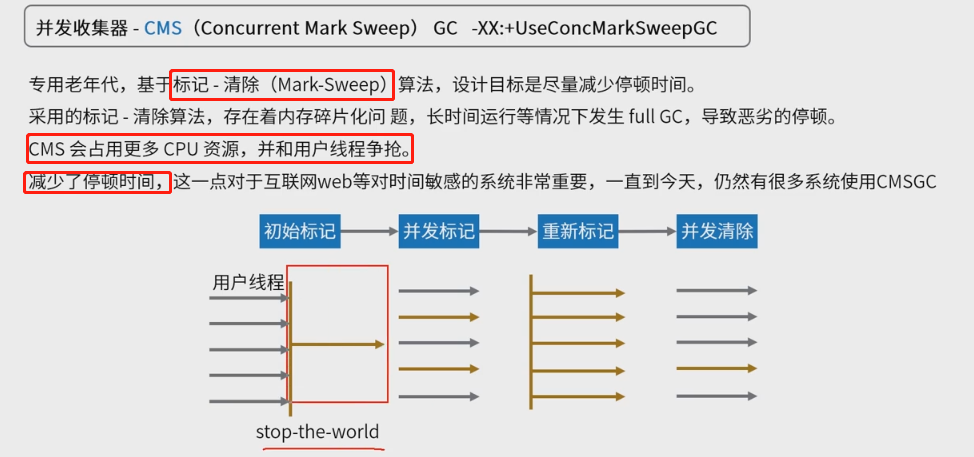 并发收集器 - CMS（Concurrent Mark Sweep） GC -XX:+UseConcMarkSweepGC
专用老年代，基于标记 - 清除（Mark-Sweep）算法，设计目标是尽量减少停顿时间。
采用的标记 - 清除算法，存在着内存碎片化问 题，长时间运行等情况下发生 full GC，导致恶劣的停顿。
CMS 会占用更多 CPU 资源，并和用户线程争抢。
减少了停顿时间，这一点对于互联网web等对时间敏感的系统非常重要，一直到今天，仍然有很多系统使用CMSGC
初始标记 并发标记 重新标记 并发清除
用户线程
stop-the-world